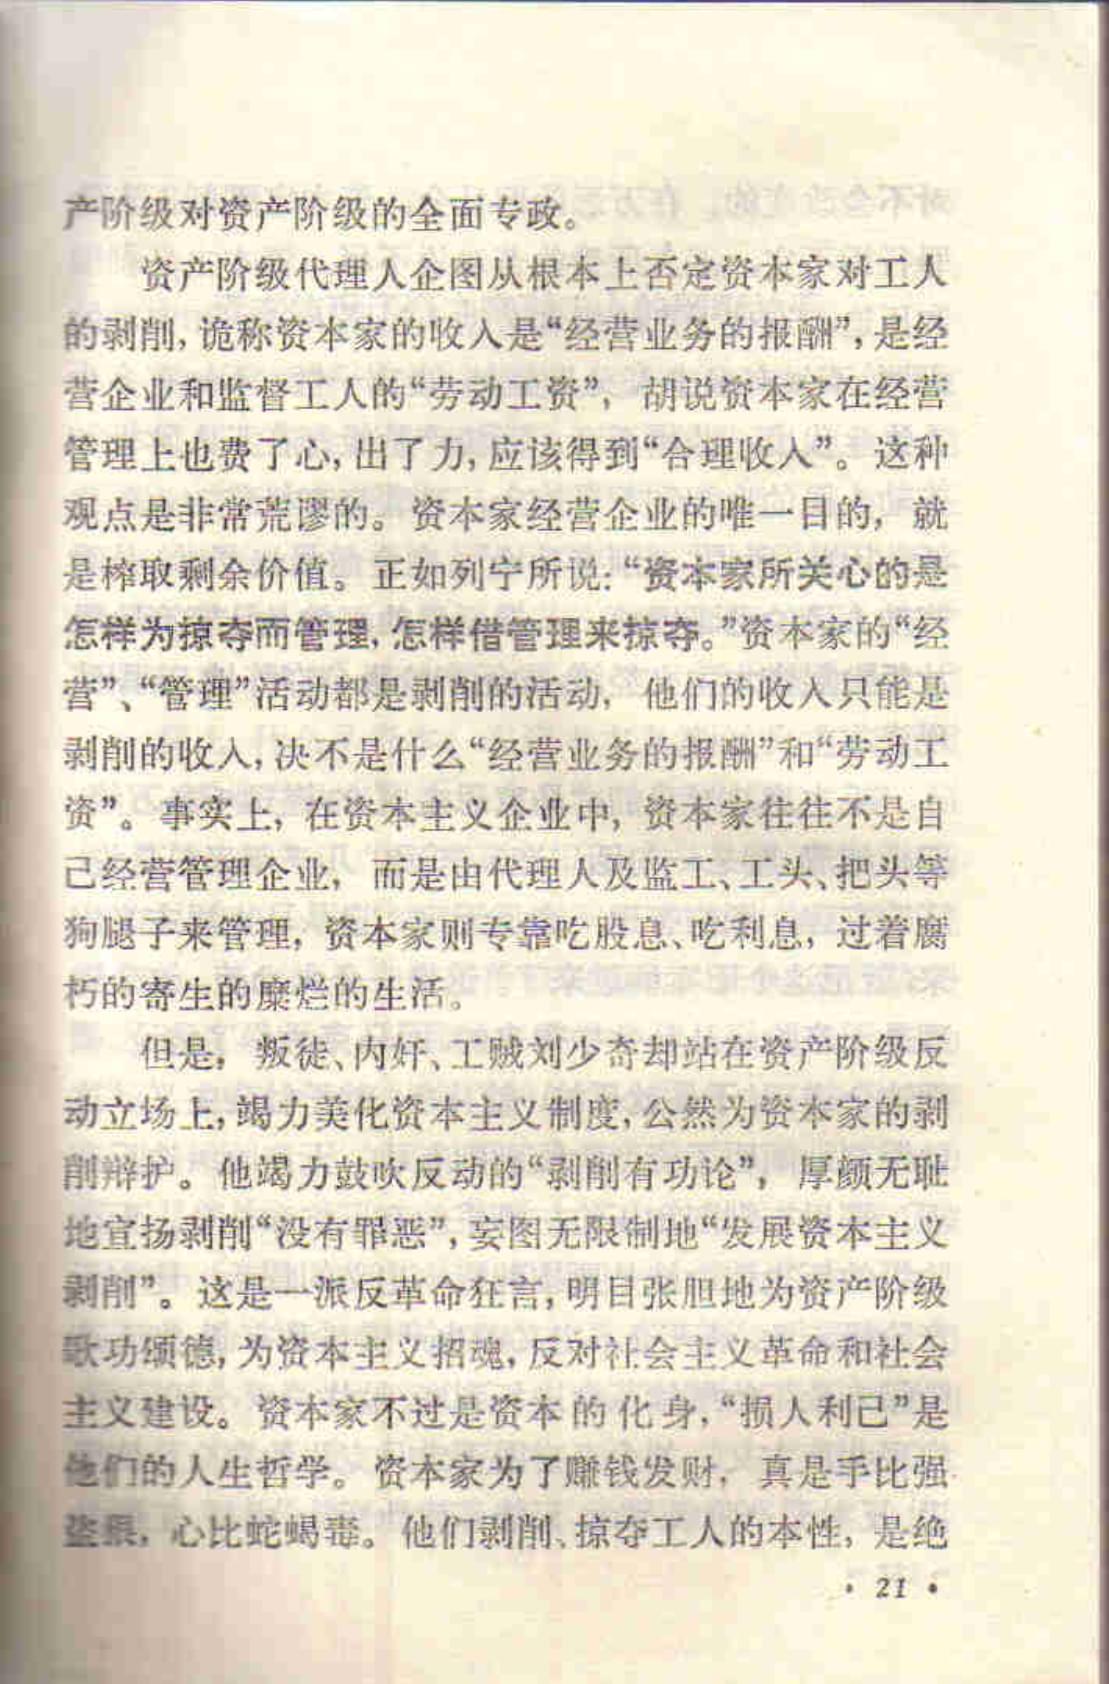 产阶级对资产阶级的全面专政。
资产阶级代理人企图从根本上否定资本家对工人
的剥削,诡称资本家的收入是“经营业务的报酬”,是经
营企业和监督工人的“劳动工资”,胡说资本家在经营
管理上也费了心,出了力,应该得到“合理收入”。这种
观点是非常荒谬的。资本家经营企业的唯一目的,就
是榨取剩余价值。正如列宁所说:“资本家所关心的是
怎样为掠夺而管理,怎样借管理来掠夺。”资本家的“经
营”、“管理”活动都是剥削的活动,他们的收入只能是
剥削的收入,决不是什么“经营业务的报酬”和“劳动工
资”。事实上,在资本主义企业中,资本家往往不是自
己经营管理企业,而是由代理人及监工、工头、把头等
狗腿子来管理,资本家则专靠吃股息、吃利息,过着腐
朽的寄生的糜烂的生活。
但是,叛徒、内奸、工贼刘少奇却站在资产阶级反
动立场上,竭力美化资本主义制度,公然为资本家的剥
削辩护。他竭力鼓吹反动的“剥削有功论”,厚颜无耻
地宣扬剥削“没有罪恶”,妄图无限制地“发展资本主义
剥削”。这是一派反革命狂言,明目张胆地为资产阶级
歌功颂德,为资本主义招魂,反对社会主义革命和社会
主义建设。资本家不过是资本的化身,“损人利己”是
他们的人生哲学。资本家为了赚钱发财,真是手比强
盗狠,心比蛇蝎毒。他们剥削、掠夺工人的本性,是绝
· 21 ·